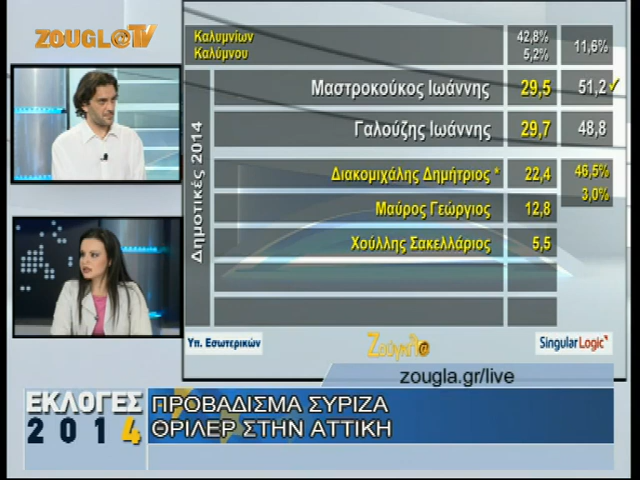 ZOUGL@TV
Καλυμνίων 42,8% 11,6%
Καλύμνου 5,2%
Δημοτικές 2014
Μαστροκούκος Ιωάννης 29,5 51,2 ✓
Γαλούζης Ιωάννης 29,7 48,8
Διακομιχάλης Δημήτριος * 22,4 46,5%
3,0%
Μαύρος Γεώργιος 12,8
Χούλλης Σακελλάριος 5,5
Υπ. Εσωτερικών Ζούγκλ@ SingularLogic
zougla.gr/live
ΕΚΛΟΓΕΣ
2014
ΠΡΟΒΑΔΙΣΜΑ ΣΥΡΙΖΑ
ΘΡΙΛΕΡ ΣΤΗΝ ΑΤΤΙΚΗ